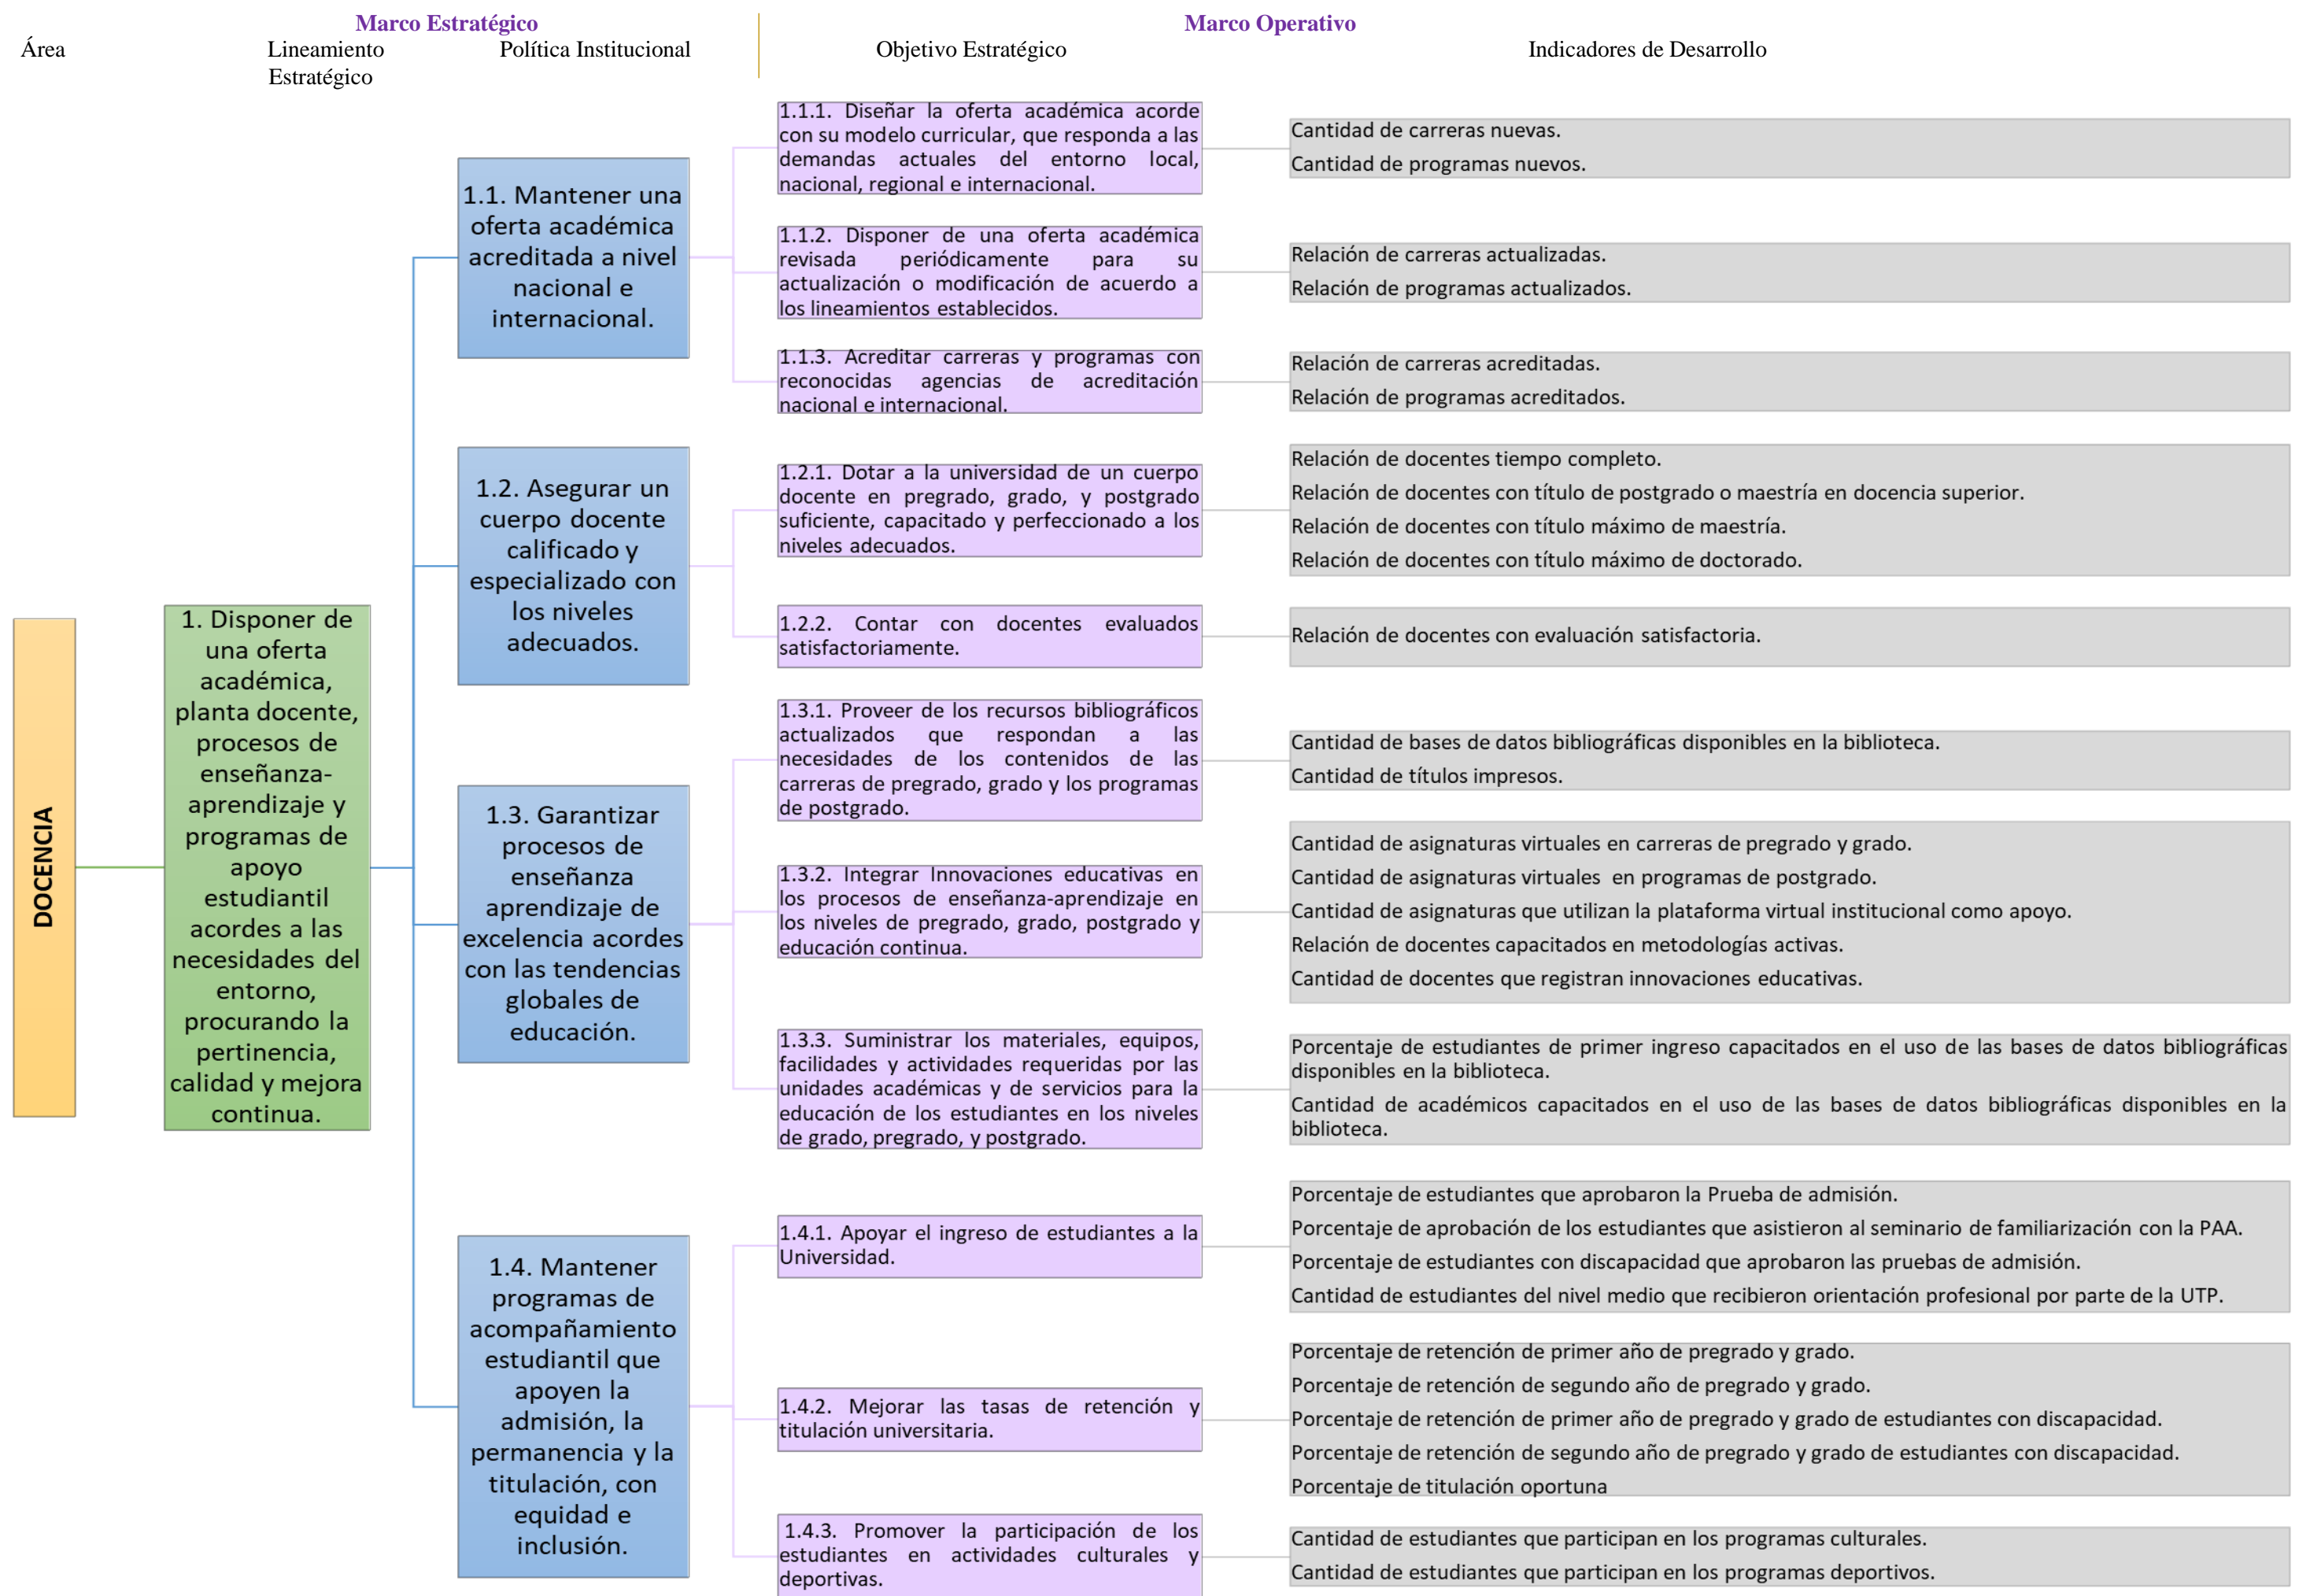 Marco Estratégico
Marco Operativo
Área
Lineamiento
Estratégico
Política Institucional
Objetivo Estratégico
Indicadores de Desarrollo
DOCENCIA
1. Disponer de
una oferta
académica,
planta docente,
procesos de
enseñanza-
aprendizaje y
programas de
apoyo
estudiantil
acordes a las
necesidades del
entorno,
procurando la
pertinencia,
calidad y mejora
continua.
1.1. Mantener una
oferta académica
acreditada a nivel
nacional e
internacional.
1.1.1. Diseñar la oferta académica acorde
con su modelo curricular, que responda a las
demandas actuales del entorno local,
nacional, regional e internacional.
Cantidad de carreras nuevas.
Cantidad de programas nuevos.
1.1.2. Disponer de una oferta académica
revisada periódicamente para su
actualización o modificación de acuerdo a
los lineamientos establecidos.
Relación de carreras actualizadas.
Relación de programas actualizados.
1.1.3. Acreditar carreras y programas con
reconocidas agencias de acreditación
nacional e internacional.
Relación de carreras acreditadas.
Relación de programas acreditados.
1.2. Asegurar un
cuerpo docente
calificado y
especializado con
los niveles
adecuados.
1.2.1. Dotar a la universidad de un cuerpo
docente en pregrado, grado, y postgrado
suficiente, capacitado y perfeccionado a los
niveles adecuados.
Relación de docentes tiempo completo.
Relación de docentes con título de postgrado o maestría en docencia superior.
Relación de docentes con título máximo de maestría.
Relación de docentes con título máximo de doctorado.
1.2.2. Contar con docentes evaluados
satisfactoriamente.
Relación de docentes con evaluación satisfactoria.
1.3. Garantizar
procesos de
enseñanza
aprendizaje de
excelencia acordes
con las tendencias
globales de
educación.
1.3.1. Proveer de los recursos bibliográficos
actualizados que respondan a las
necesidades de los contenidos de las
carreras de pregrado, grado y los programas
de postgrado.
Cantidad de bases de datos bibliográficas disponibles en la biblioteca.
Cantidad de títulos impresos.
1.3.2. Integrar Innovaciones educativas en
los procesos de enseñanza-aprendizaje en
los niveles de pregrado, grado, postgrado y
educación continua.
Cantidad de asignaturas virtuales en carreras de pregrado y grado.
Cantidad de asignaturas virtuales en programas de postgrado.
Cantidad de asignaturas que utilizan la plataforma virtual institucional como apoyo.
Relación de docentes capacitados en metodologías activas.
Cantidad de docentes que registran innovaciones educativas.
1.3.3. Suministrar los materiales, equipos,
facilidades y actividades requeridas por las
unidades académicas y de servicios para la
educación de los estudiantes en los niveles
de grado, pregrado, y postgrado.
Porcentaje de estudiantes de primer ingreso capacitados en el uso de las bases de datos bibliográficas
disponibles en la biblioteca.
Cantidad de académicos capacitados en el uso de las bases de datos bibliográficas disponibles en la
biblioteca.
1.4. Mantener
programas de
acompañamiento
estudiantil que
apoyen la
admisión, la
permanencia y la
titulación, con
equidad e
inclusión.
1.4.1. Apoyar el ingreso de estudiantes a la
Universidad.
Porcentaje de estudiantes que aprobaron la Prueba de admisión.
Porcentaje de aprobación de los estudiantes que asistieron al seminario de familiarización con la PAA.
Porcentaje de estudiantes con discapacidad que aprobaron las pruebas de admisión.
Cantidad de estudiantes del nivel medio que recibieron orientación profesional por parte de la UTP.
1.4.2. Mejorar las tasas de retención y
titulación universitaria.
Porcentaje de retención de primer año de pregrado y grado.
Porcentaje de retención de segundo año de pregrado y grado.
Porcentaje de retención de primer año de pregrado y grado de estudiantes con discapacidad.
Porcentaje de retención de segundo año de pregrado y grado de estudiantes con discapacidad.
Porcentaje de titulación oportuna
1.4.3. Promover la participación de los
estudiantes en actividades culturales y
deportivas.
Cantidad de estudiantes que participan en los programas culturales.
Cantidad de estudiantes que participan en los programas deportivos.